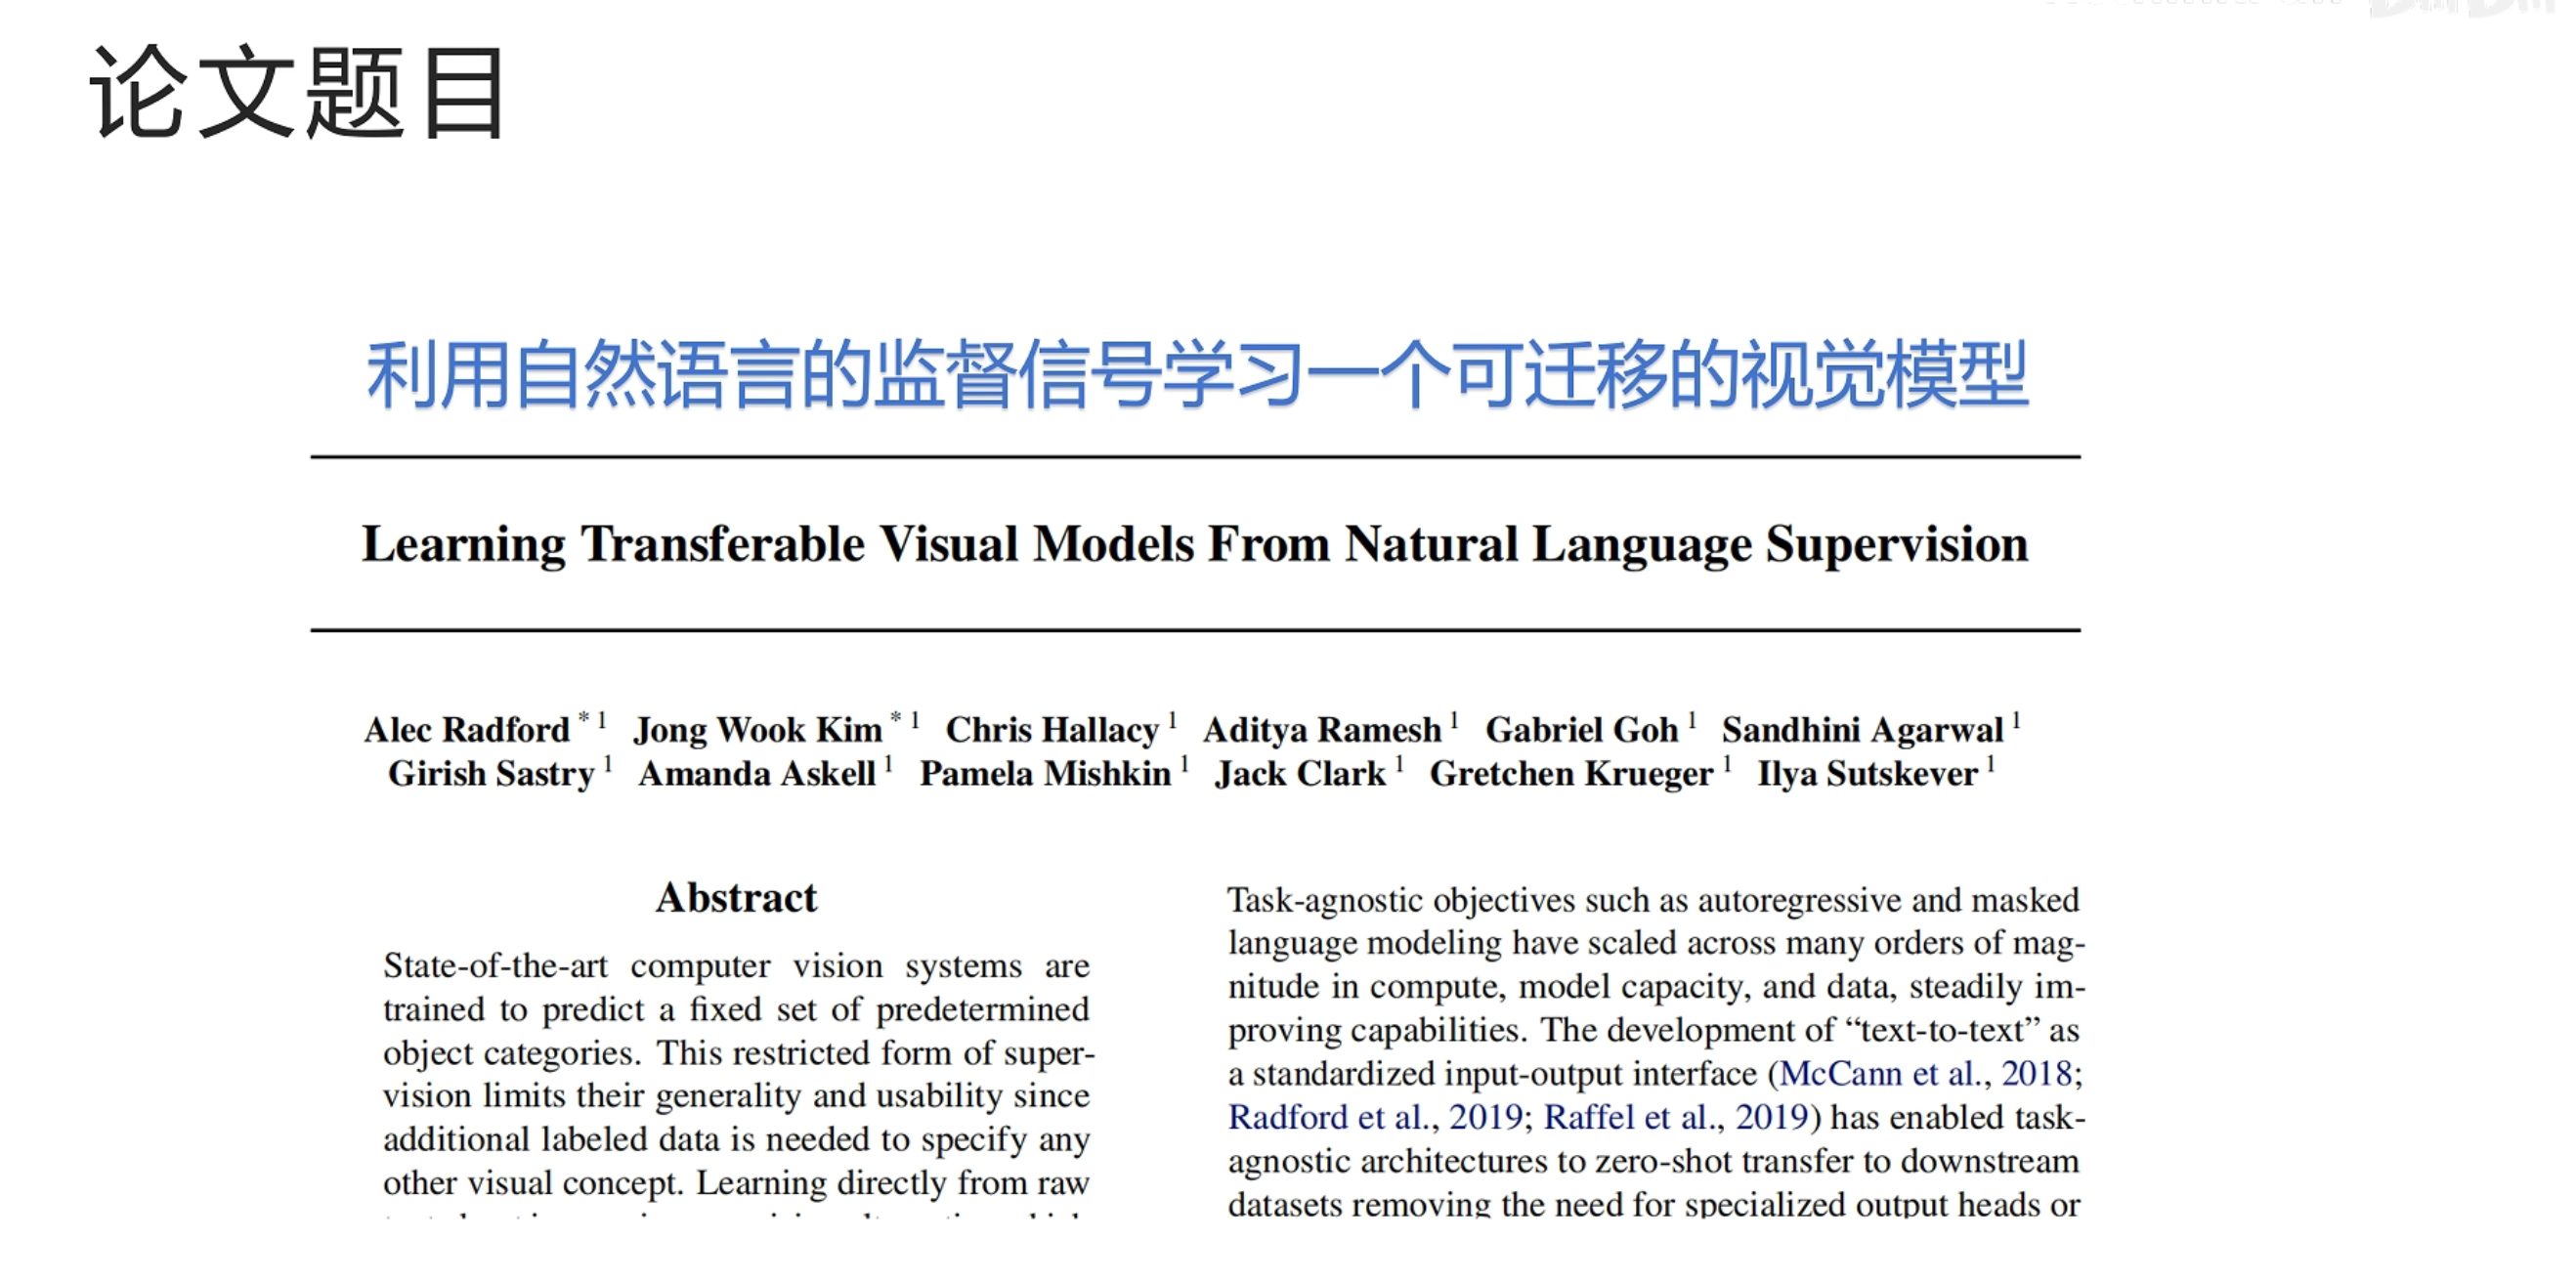 论文题目
利用自然语言的监督信号学习一个可迁移的视觉模型
Learning Transferable Visual Models From Natural Language Supervision
Alec Radford * 1 Jong Wook Kim * 1 Chris Hallacy 1 Aditya Ramesh 1 Gabriel Goh 1 Sandhini Agarwal 1
Girish Sastry 1 Amanda Askell 1 Pamela Mishkin 1 Jack Clark 1 Gretchen Krueger 1 Ilya Sutskever 1
Abstract
State-of-the-art computer vision systems are
trained to predict a fixed set of predetermined
object categories. This restricted form of super-
vision limits their generality and usability since
additional labeled data is needed to specify any
other visual concept. Learning directly from raw
Task-agnostic objectives such as autoregressive and masked
language modeling have scaled across many orders of mag-
nitude in compute, model capacity, and data, steadily im-
proving capabilities. The development of “text-to-text” as
a standardized input-output interface (McCann et al., 2018;
Radford et al., 2019; Raffel et al., 2019) has enabled task-
agnostic architectures to zero-shot transfer to downstream
datasets removing the need for specialized output heads or